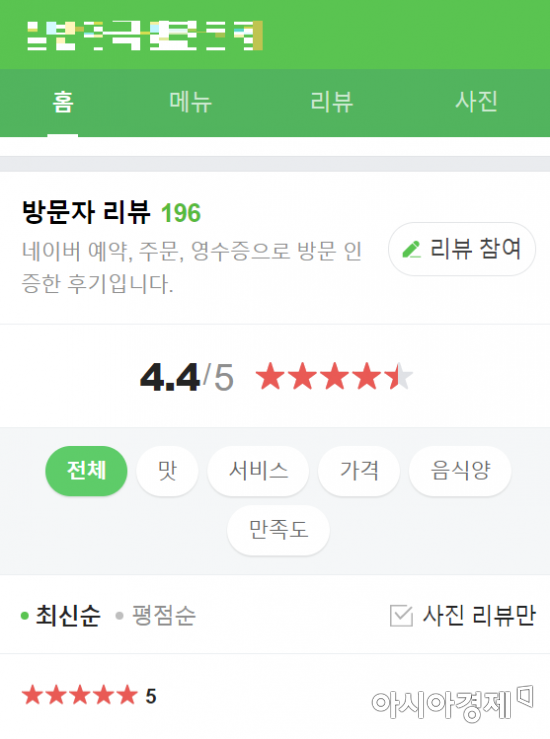 홈 메뉴 리뷰 사진
방문자 리뷰 196
네이버 예약, 주문, 영수증으로 방문 인
증한 후기입니다.
리뷰 참여
4.4/5
전체 맛 서비스 가격 음식양
만족도
최신순 평점순 사진 리뷰만
5
아시아경제